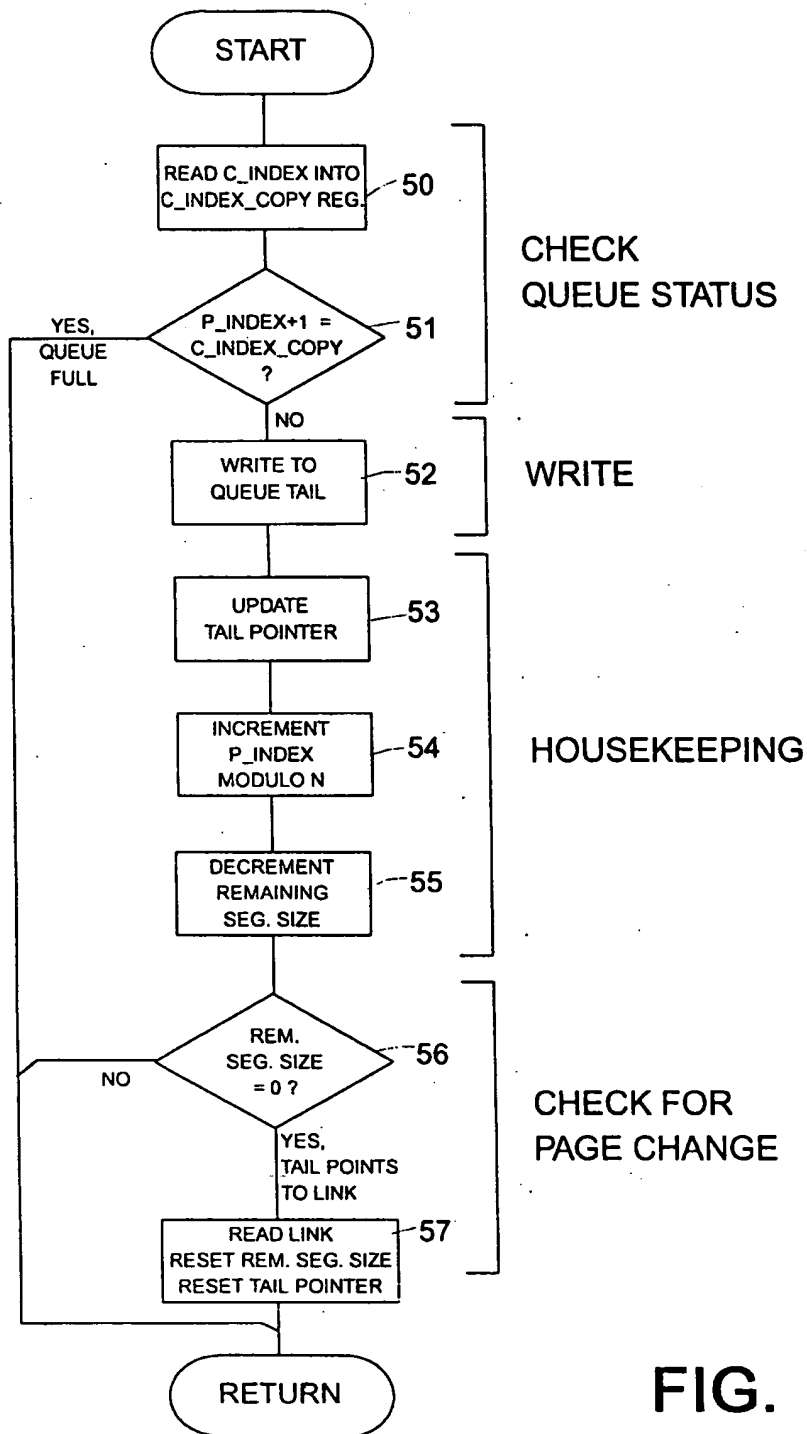 START
READ C_INDEX INTO
C_INDEX_COPY REG.
50
CHECK
QUEUE STATUS
P_INDEX+1 =
C_INDEX_COPY
?
51
YES,
QUEUE
FULL
NO
WRITE TO
QUEUE TAIL
52
WRITE
UPDATE
TAIL POINTER
53
INCREMENT
P_INDEX
MODULO N
54
HOUSEKEEPING
DECREMENT
REMAINING
SEG. SIZE
55
REM.
SEG. SIZE
= 0 ?
56
NO
YES,
TAIL POINTS
TO LINK
CHECK FOR
PAGE CHANGE
READ LINK
RESET REM. SEG. SIZE
RESET TAIL POINTER
57
RETURN
FIG.